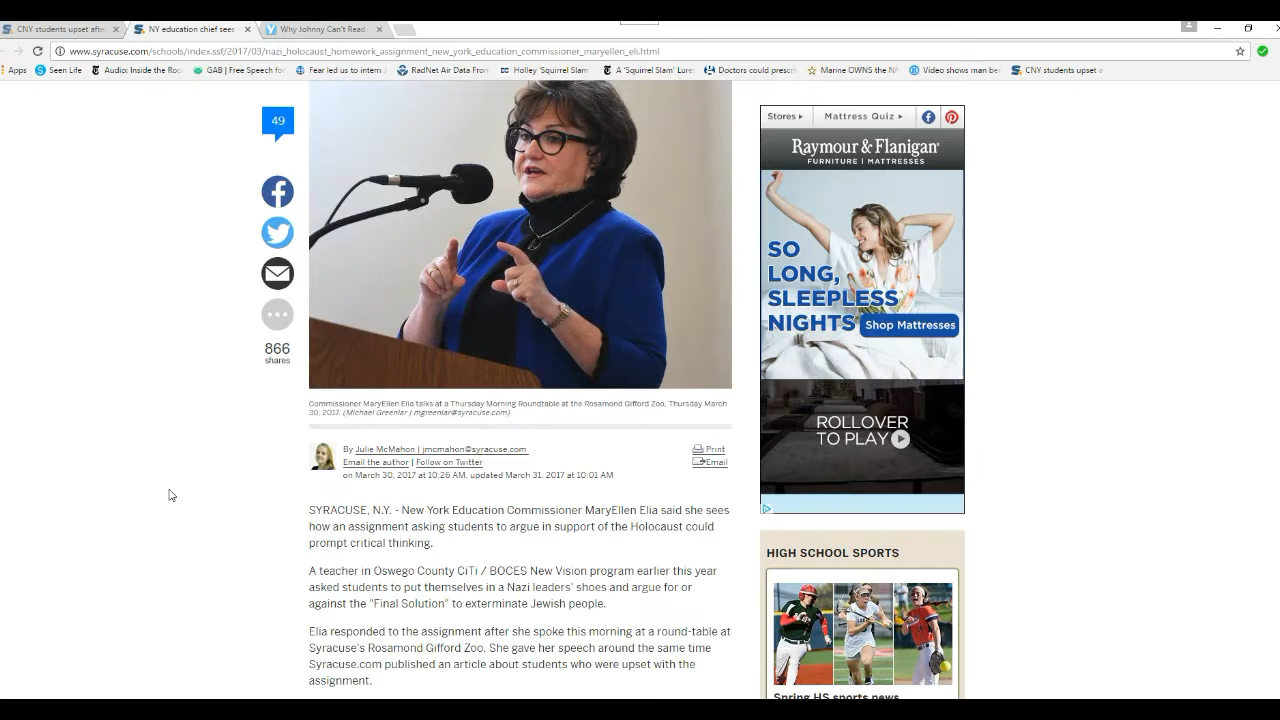 CNY students upset afte
NY education chief sees
Why Johnny Can't Read
www.syracuse.com/schools/index.ssf/2017/03/nazi_holocaust_homework_assignment_new_york_education_commissioner_maryellen_eli.html
Apps
Seen Life
Audio: Inside the Roc
GAB | Free Speech fo
Fear led us to intern J
RadNet Air Data From
Holley 'Squirrel Slam
A 'Squirrel Slam' Lure
Doctors could prescr
Marine OWNS the NF
Video shows man be
CNY students upset a
49
866
shares
Commissioner MaryEllen Elia talks at a Thursday Morning Roundtable at the Rosamond Gifford Zoo, Thursday March
30, 2017. (Michael Greenlar | mgreenlar@syracuse.com)
By Julie McMahon | jmcmahon@syracuse.com
Email the author | Follow on Twitter
on March 30, 2017 at 10:26 AM, updated March 31, 2017 at 10:01 AM
Print
Email
SYRACUSE, N.Y. - New York Education Commissioner MaryEllen Elia said she sees
how an assignment asking students to argue in support of the Holocaust could
prompt critical thinking.
A teacher in Oswego County CiTi / BOCES New Vision program earlier this year
asked students to put themselves in a Nazi leaders' shoes and argue for or
against the "Final Solution" to exterminate Jewish people.
Elia responded to the assignment after she spoke this morning at a round-table at
Syracuse's Rosamond Gifford Zoo. She gave her speech around the same time
Syracuse.com published an article about students who were upset with the
assignment.
Stores
Mattress Quiz
Raymour & Flanigan
FURNITURE | MATTRESSES
SO
LONG,
SLEEPLESS
NIGHTS
Shop Mattresses
ROLLOVER
TO PLAY
HIGH SCHOOL SPORTS
Spring HS sports news